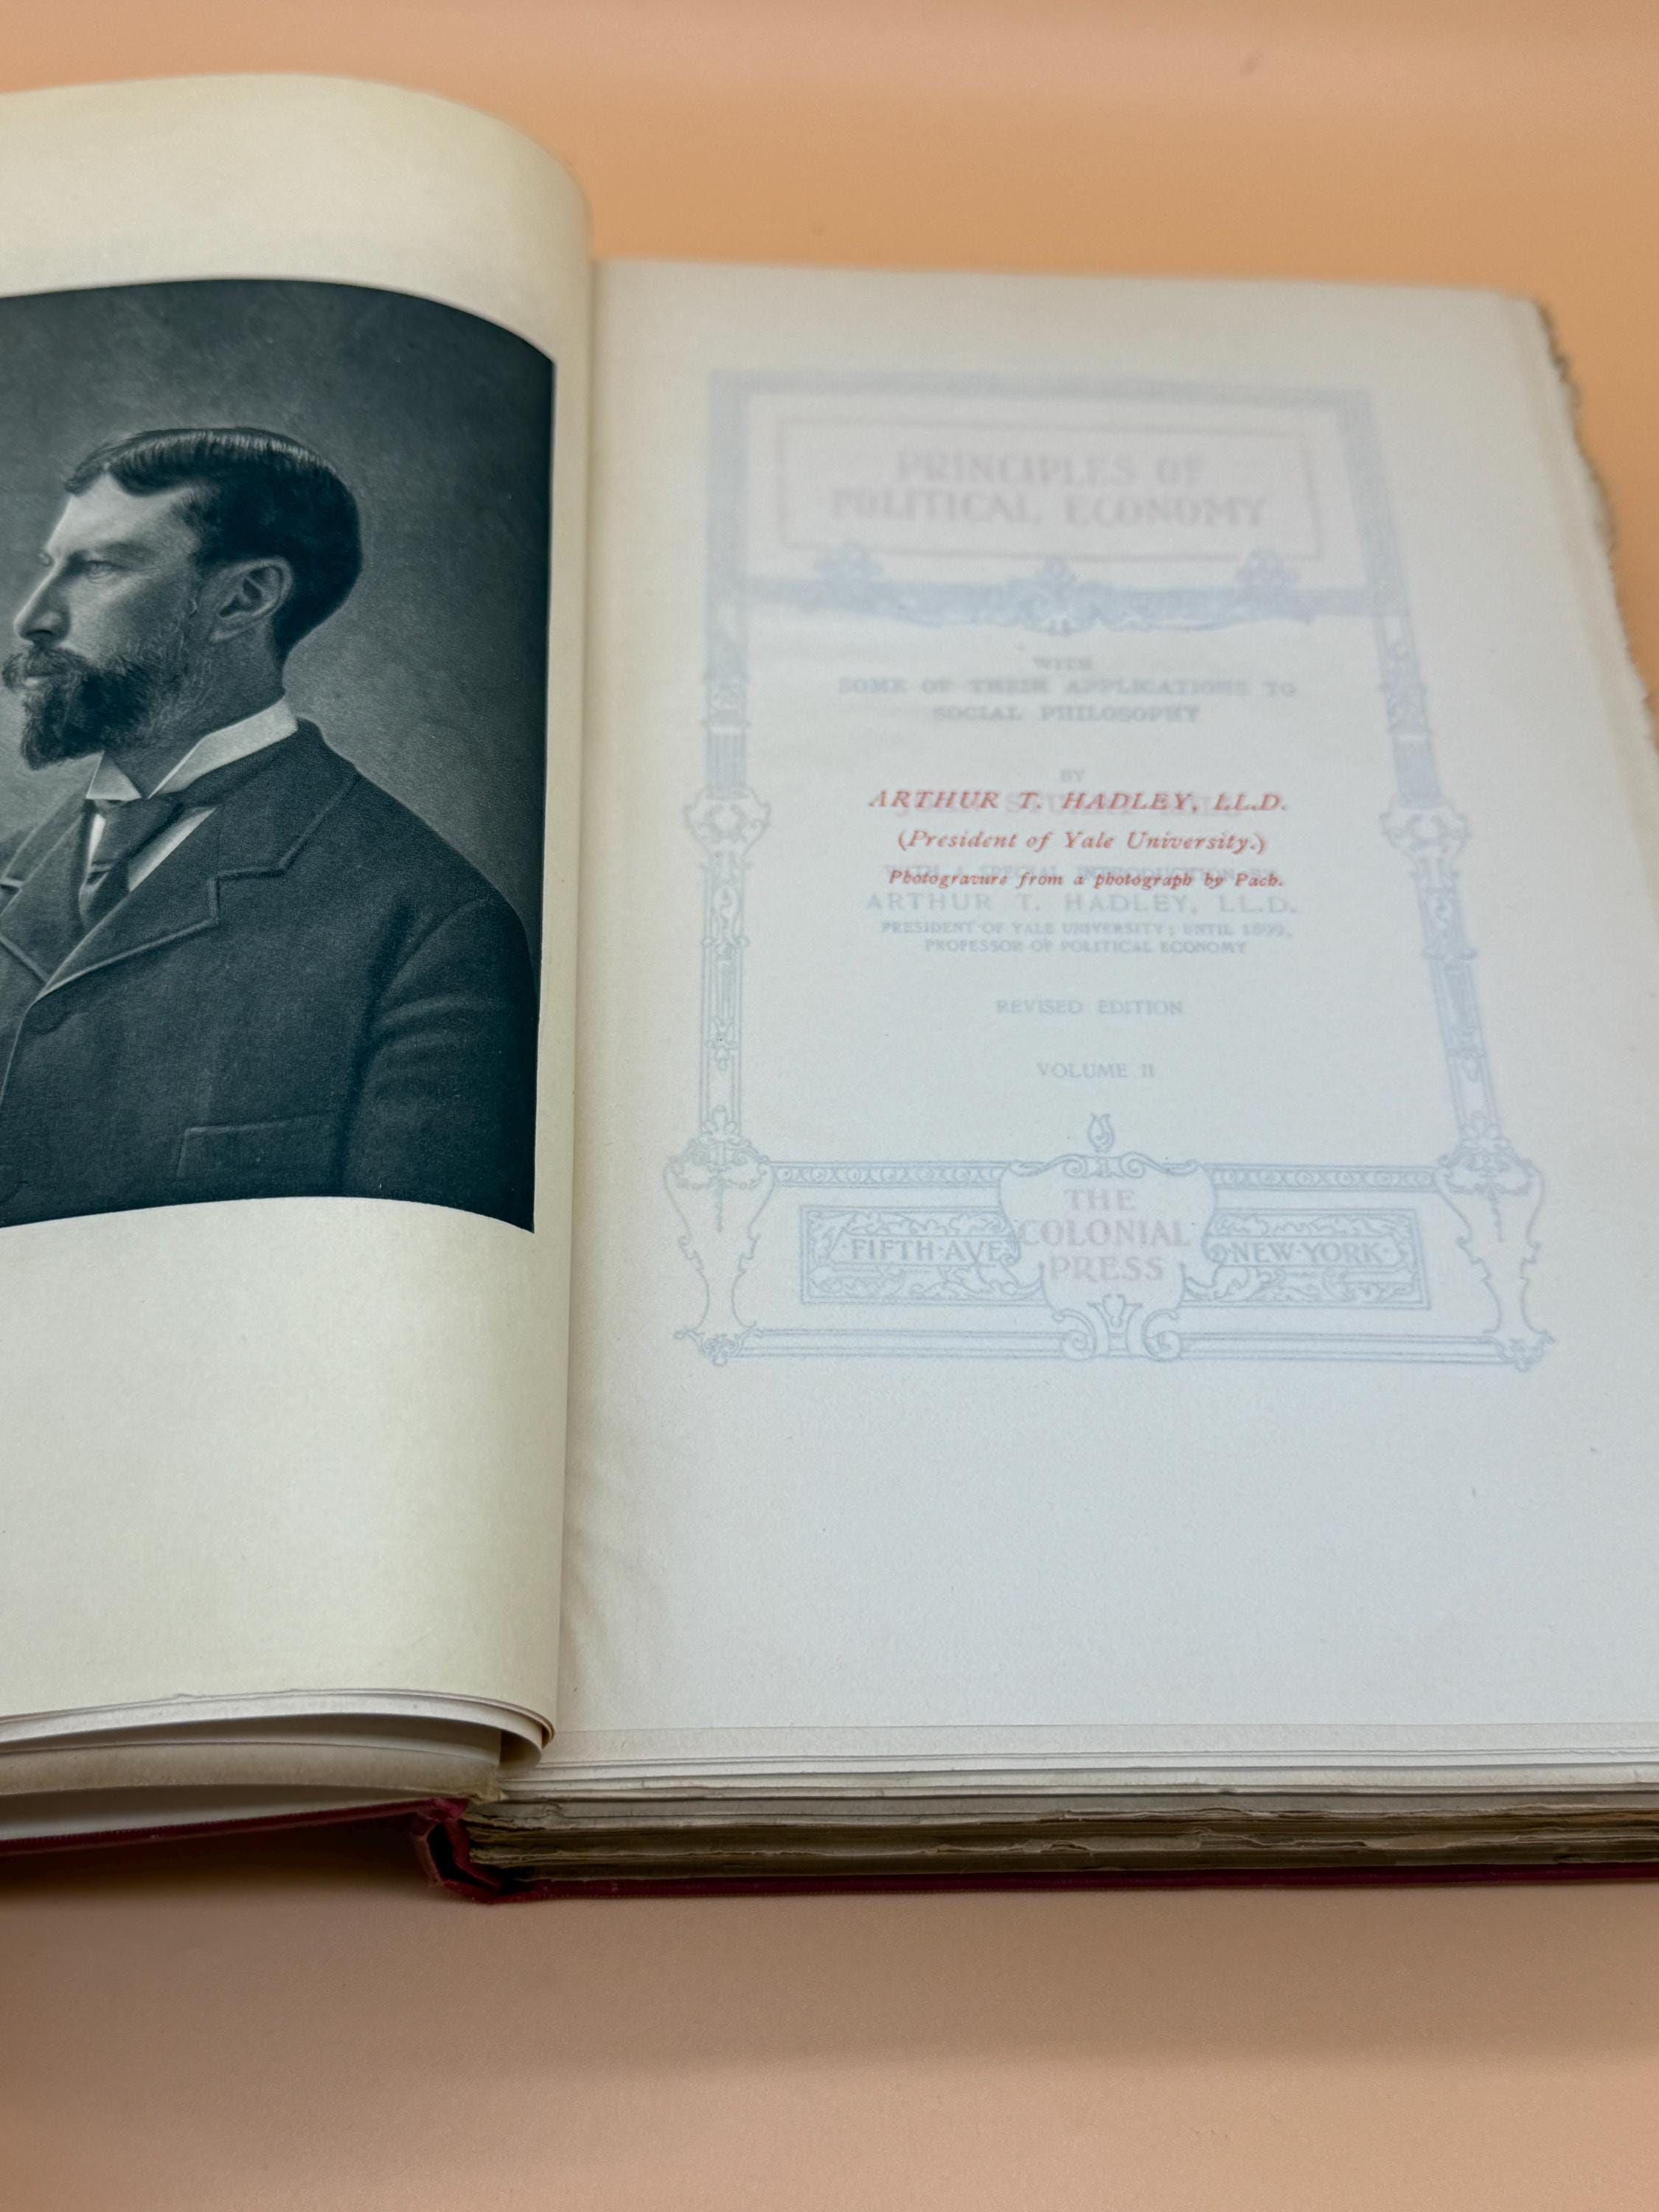 PRINCIPLES OF
POLITICAL ECONOMY
WITH
SOME OF THEIR APPLICATIONS TO
SOCIAL PHILOSOPHY
BY
ARTHUR T. HADLEY, LL.D.
(President of Yale University.)
Photogravure from a photograph by Pach.
ARTHUR T. HADLEY, LL.D.
PRESIDENT OF YALE UNIVERSITY; UNTIL 1899,
PROFESSOR OF POLITICAL ECONOMY
REVISED EDITION
VOLUME II
THE
COLONIAL
PRESS
FIFTH·AVE
NEW·YORK·